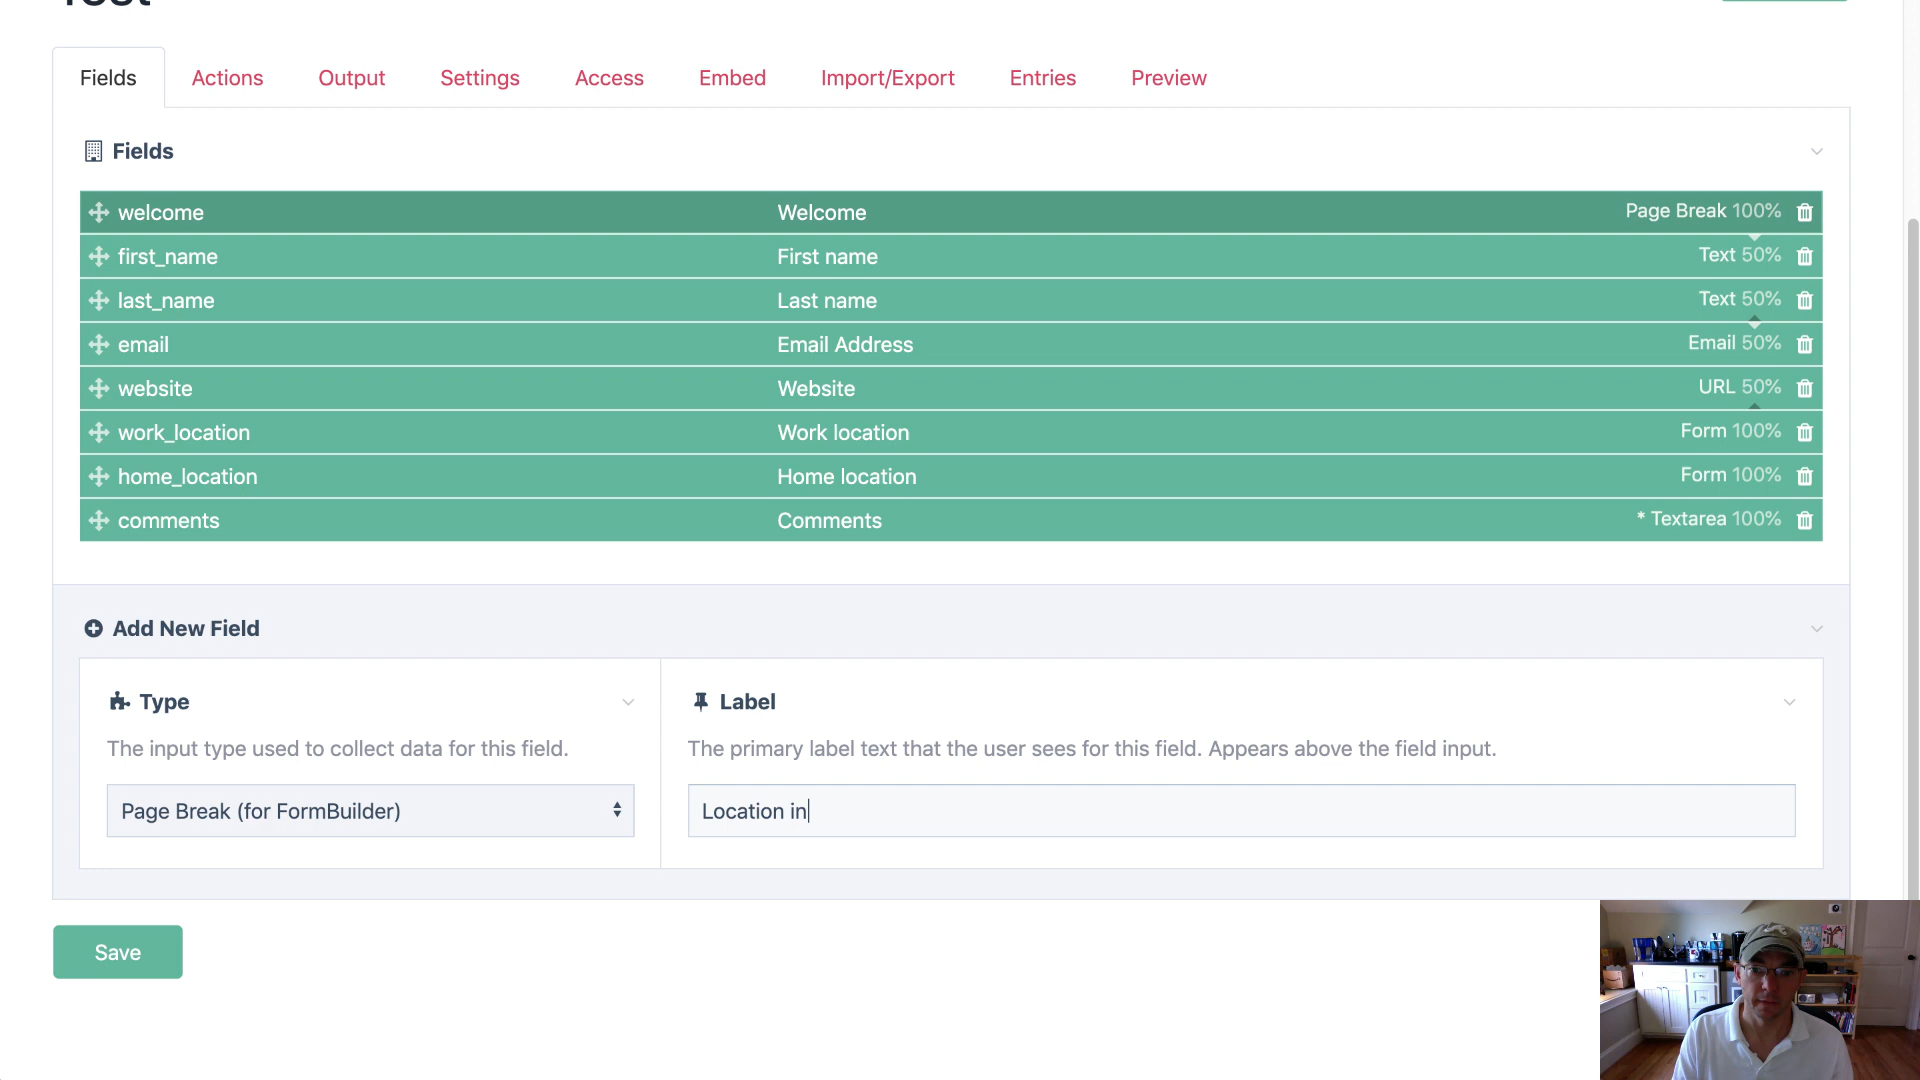 Fields Actions Output Settings Access Embed Import/Export Entries Preview
Fields
welcome Welcome Page Break 100%
first_name First name Text 50%
last_name Last name Text 50%
email Email Address Email 50%
website Website URL 50%
work_location Work location Form 100%
home_location Home location Form 100%
comments Comments * Textarea 100%
Add New Field
Type
The input type used to collect data for this field.
Page Break (for FormBuilder)
Label
The primary label text that the user sees for this field. Appears above the field input.
Location in
Save